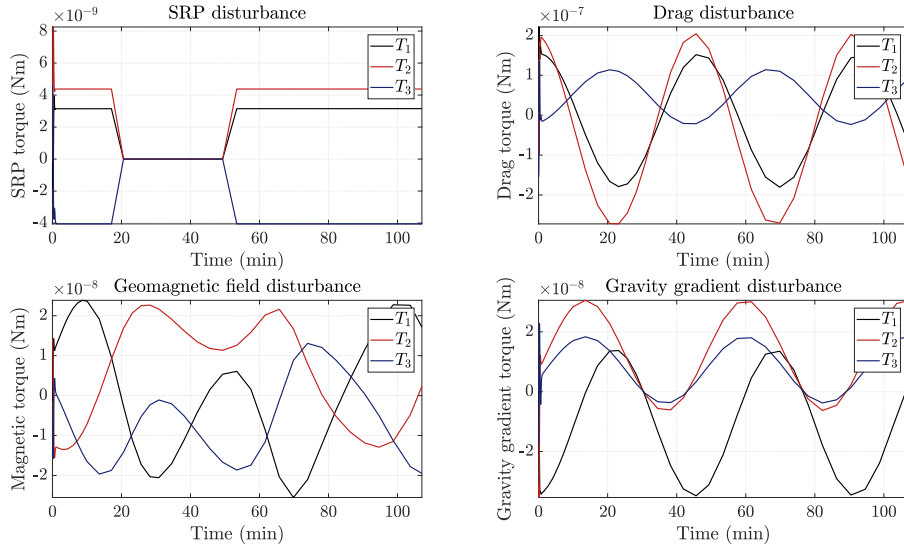 SRP disturbance
×10⁻⁹
8
6
4
2
0
-2
-4
SRP torque (Nm)
0 20 40 60 80 100
Time (min)
T₁
T₂
T₃
Drag disturbance
×10⁻⁷
2
1
0
-1
-2
Drag torque (Nm)
0 20 40 60 80 100
Time (min)
T₁
T₂
T₃
Geomagnetic field disturbance
×10⁻⁸
2
1
0
-1
-2
Magnetic torque (Nm)
0 20 40 60 80 100
Time (min)
T₁
T₂
T₃
Gravity gradient disturbance
×10⁻⁸
2
0
-2
Gravity gradient torque (Nm)
0 20 40 60 80 100
Time (min)
T₁
T₂
T₃